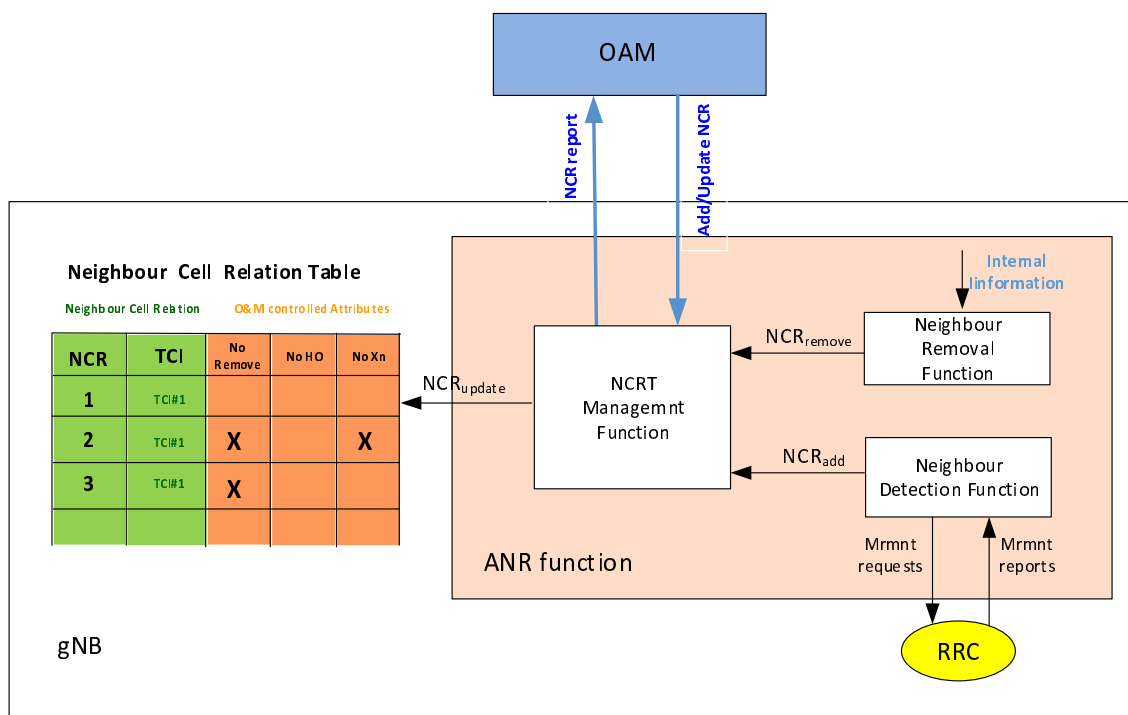 OAM
NCR report
Add/Update NCR
Neighbour Cell Relation Table
Neighbour Cell Relation
O&M controlled Attributes
NCR
TCI
No
Remove
No HO
No Xn
1
TCI#1
2
TCI#1
X
X
3
TCI#1
X
NCRupdate
NCRT
Managemnt
Function
NCRremove
NCRadd
Internal
Iinformation
Neighbour
Removal
Function
Neighbour
Detection Function
Mrmnt
requests
Mrmnt
reports
ANR function
RRC
gNB